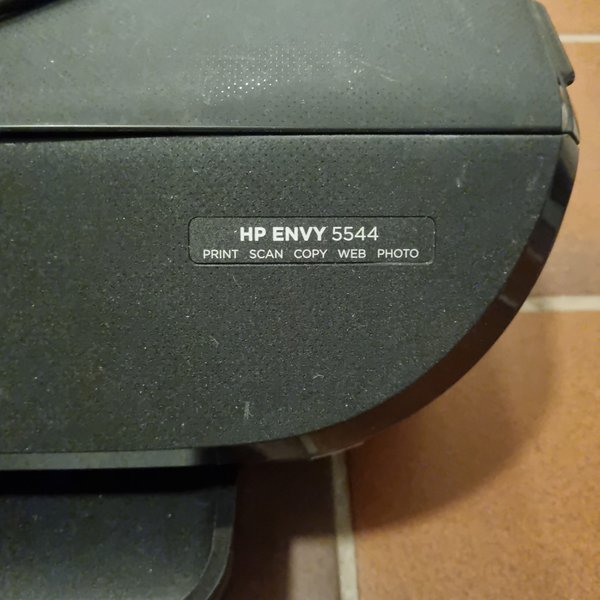 HP ENVY 5544
PRINT SCAN COPY WEB PHOTO